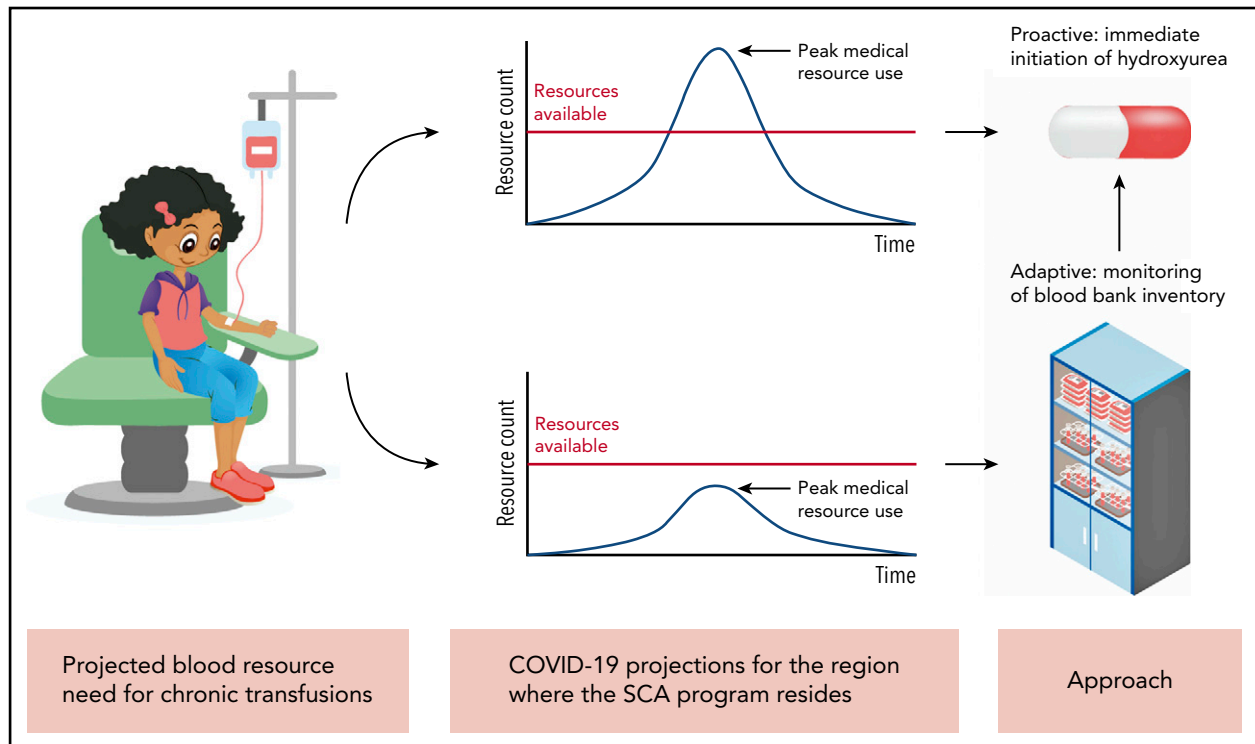 Peak medical
resource use
Resources
available
Resource count
Time
Proactive: immediate
initiation of hydroxyurea
Resources
available
Peak medical
resource use
Resource count
Time
Adaptive: monitoring
of blood bank inventory
Projected blood resource
need for chronic transfusions
COVID-19 projections for the region
where the SCA program resides
Approach